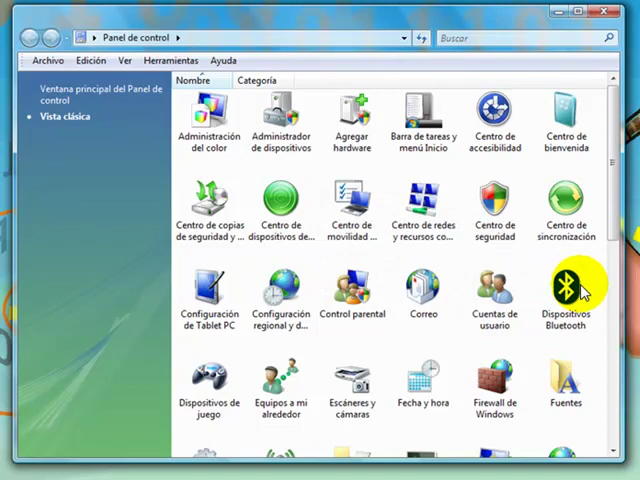 Panel de control
Buscar
Archivo Edición Ver Herramientas Ayuda
Ventana principal del Panel de
control
Vista clásica
Nombre Categoría
Administración
del color
Administrador
de dispositivos
Agregar
hardware
Barra de tareas y
menú Inicio
Centro de
accesibilidad
Centro de
bienvenida
Centro de copias
de seguridad y ...
Centro de
dispositivos de...
Centro de
movilidad ...
Centro de redes
y recursos co...
Centro de
seguridad
Centro de
sincronización
Configuración
de Tablet PC
Configuración
regional y d...
Control parental
Correo
Cuentas de
usuario
Dispositivos
Bluetooth
Dispositivos de
juego
Equipos a mi
alrededor
Escáneres y
cámaras
Fecha y hora
Firewall de
Windows
Fuentes